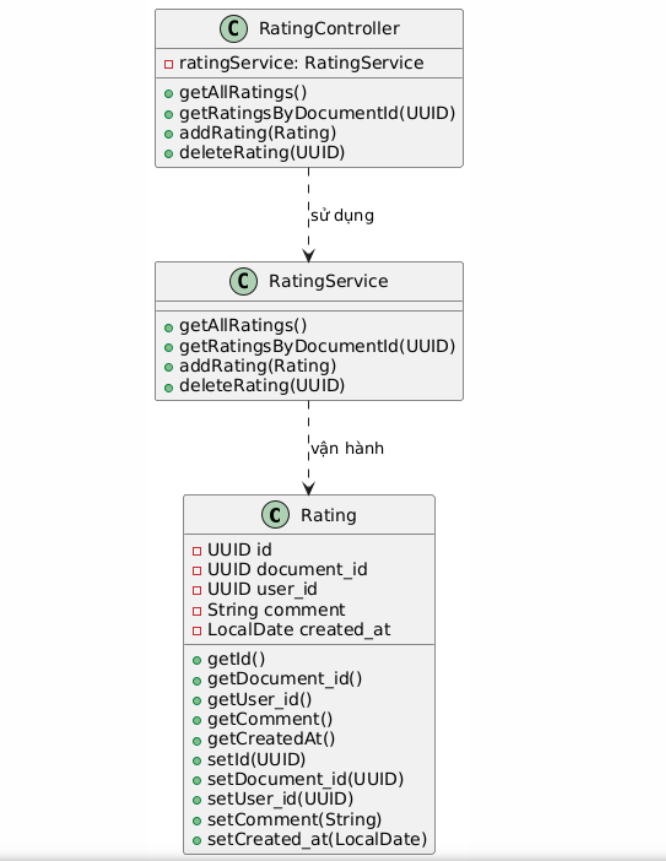 C RatingController
ratingService: RatingService
getAllRatings()
getRatingsByDocumentId(UUID)
addRating(Rating)
deleteRating(UUID)
sử dụng
C RatingService
getAllRatings()
getRatingsByDocumentId(UUID)
addRating(Rating)
deleteRating(UUID)
vận hành
C Rating
UUID id
UUID document_id
UUID user_id
String comment
LocalDate created_at
getId()
getDocument_id()
getUser_id()
getComment()
getCreatedAt()
setId(UUID)
setDocument_id(UUID)
setUser_id(UUID)
setComment(String)
setCreated_at(LocalDate)